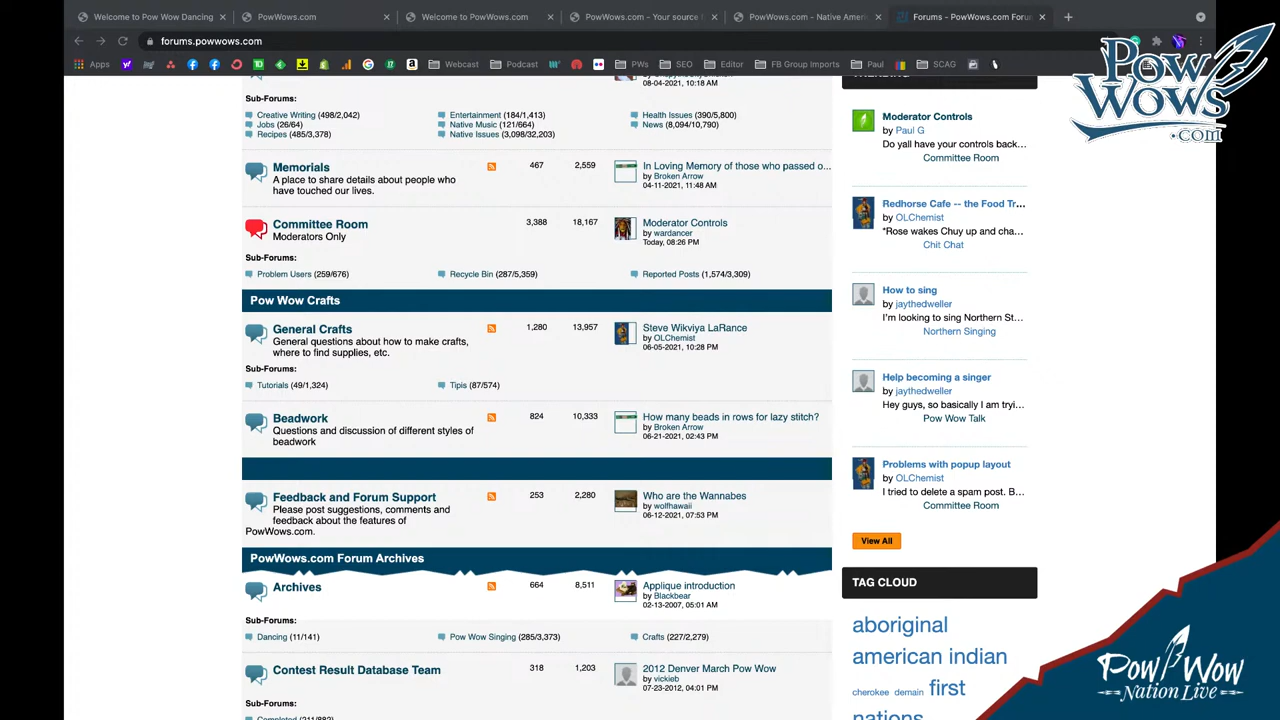 Welcome to Pow Wow Dancing
PowWows.com
Welcome to PowWows.com
PowWows.com - Your source
PowWows.com - Native Ameri
Forums - PowWows.com Forum
forums.powwows.com
Apps
Webcast
Podcast
PWs
SEO
Editor
FB Group Imports
Paul
SCAG
Pow
Wows
.com
08-04-2021, 10:18 AM
Sub-Forums:
Creative Writing (498/2,042)
Entertainment (184/1,413)
Health Issues (390/5,800)
Jobs (26/64)
Native Music (121/664)
News (8,094/10,790)
Recipes (485/3,378)
Native Issues (3,098/32,203)
Memorials
A place to share details about people who
have touched our lives.
467
2,559
In Loving Memory of those who passed o...
by Broken Arrow
04-11-2021, 11:48 AM
Committee Room
Moderators Only
3,388
18,167
Moderator Controls
by wardancer
Today, 08:26 PM
Sub-Forums:
Problem Users (259/676)
Recycle Bin (287/5,359)
Reported Posts (1,574/3,309)
Pow Wow Crafts
General Crafts
General questions about how to make crafts,
where to find supplies, etc.
1,280
13,957
Steve Wikviya LaRance
by OLChemist
06-05-2021, 10:28 PM
Sub-Forums:
Tutorials (49/1,324)
Tipis (87/574)
Beadwork
Questions and discussion of different styles of
beadwork
824
10,333
How many beads in rows for lazy stitch?
by Broken Arrow
06-21-2021, 02:43 PM
Feedback and Forum Support
Please post suggestions, comments and
feedback about the features of
PowWows.com.
253
2,280
Who are the Wannabes
by wolfhawaii
06-12-2021, 07:53 PM
PowWows.com Forum Archives
Archives
664
8,511
Applique introduction
by Blackbear
02-13-2007, 05:01 AM
Sub-Forums:
Dancing (11/141)
Pow Wow Singing (285/3,373)
Crafts (227/2,279)
Contest Result Database Team
318
1,203
2012 Denver March Pow Wow
by vickieb
07-23-2012, 04:01 PM
Completed (211/882)
TRENDING
Moderator Controls
by Paul G
Do yall have your controls back...
Committee Room
Redhorse Cafe -- the Food Tr...
by OLChemist
*Rose wakes Chuy up and cha...
Chit Chat
How to sing
by jaythedweller
I'm looking to sing Northern St...
Northern Singing
Help becoming a singer
by jaythedweller
Hey guys, so basically I am tryi...
Pow Wow Talk
Problems with popup layout
by OLChemist
I tried to delete a spam post. B...
Committee Room
View All
TAG CLOUD
aboriginal
american indian
cherokee demain first
nations
Pow Wow
Nation Live